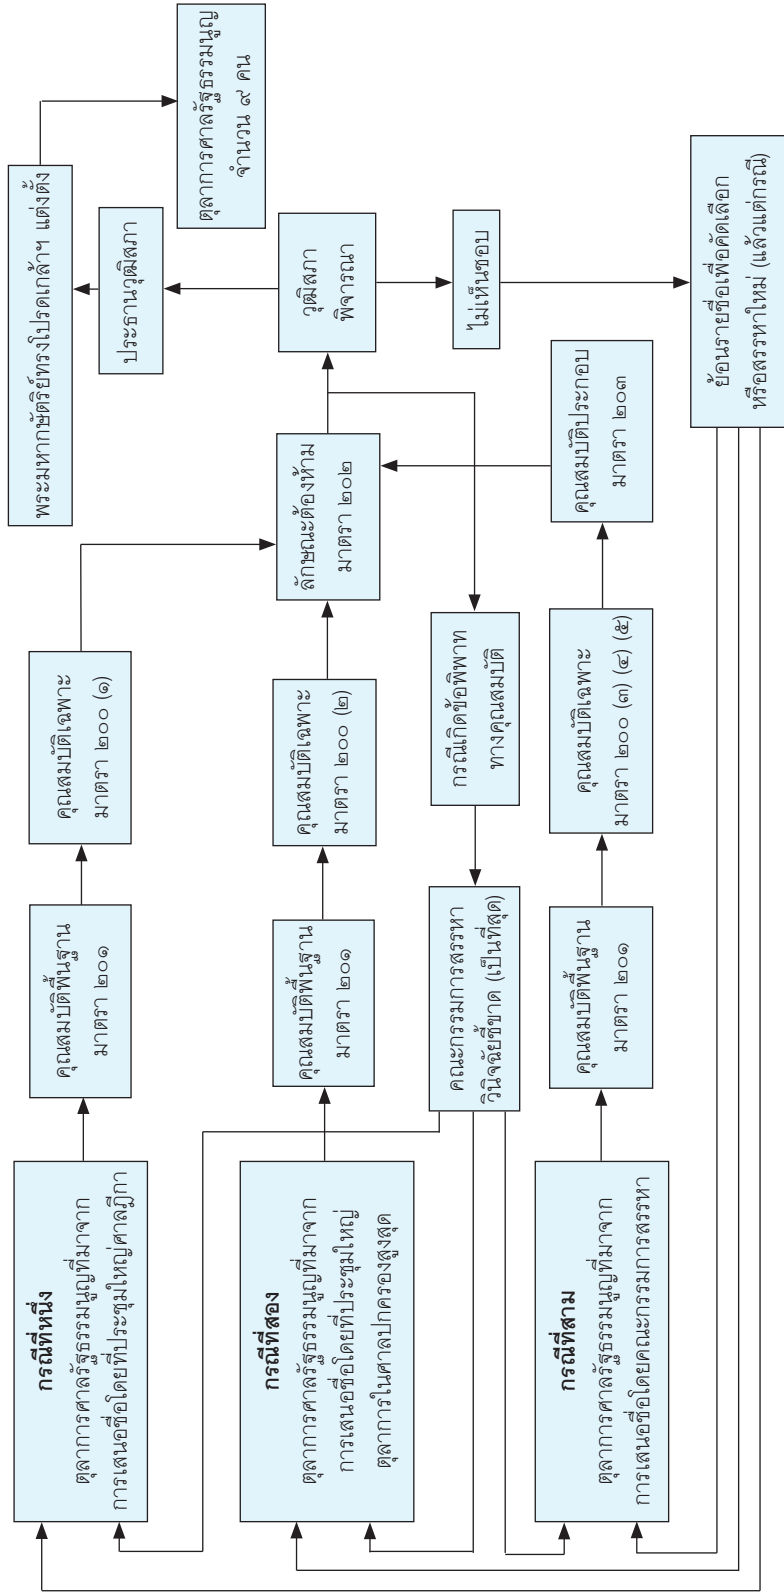 กรณีที่หนึ่ง
ตุลาการศาลรัฐธรรมนูญที่มาจาก
การเสนอชื่อโดยที่ประชุมใหญ่ศาลฎีกา
คุณสมบัติพื้นฐาน
มาตรา ๒๐๑
คุณสมบัติเฉพาะ
มาตรา ๒๐๐ (๑)
พระมหากษัตริย์ทรงโปรดเกล้าฯ แต่งตั้ง
ประธานวุฒิสภา
ตุลาการศาลรัฐธรรมนูญ
จำนวน ๙ คน
กรณีที่สอง
ตุลาการศาลรัฐธรรมนูญที่มาจาก
การเสนอชื่อโดยที่ประชุมใหญ่
ตุลาการในศาลปกครองสูงสุด
คุณสมบัติพื้นฐาน
มาตรา ๒๐๑
คุณสมบัติเฉพาะ
มาตรา ๒๐๐ (๒)
ลักษณะต้องห้าม
มาตรา ๒๐๒
วุฒิสภา
พิจารณา
คณะกรรมการสรรหา
วินิจฉัยชี้ขาด (เป็นที่สุด)
กรณีเกิดข้อพิพาท
ทางคุณสมบัติ
ไม่เห็นชอบ
กรณีที่สาม
ตุลาการศาลรัฐธรรมนูญที่มาจาก
การเสนอชื่อโดยคณะกรรมการสรรหา
คุณสมบัติพื้นฐาน
มาตรา ๒๐๑
คุณสมบัติเฉพาะ
มาตรา ๒๐๐ (๓) (๔) (๕)
คุณสมบัติประกอบ
มาตรา ๒๐๓
ย้อนรายชื่อเพื่อคัดเลือก
หรือสรรหาใหม่ (แล้วแต่กรณี)